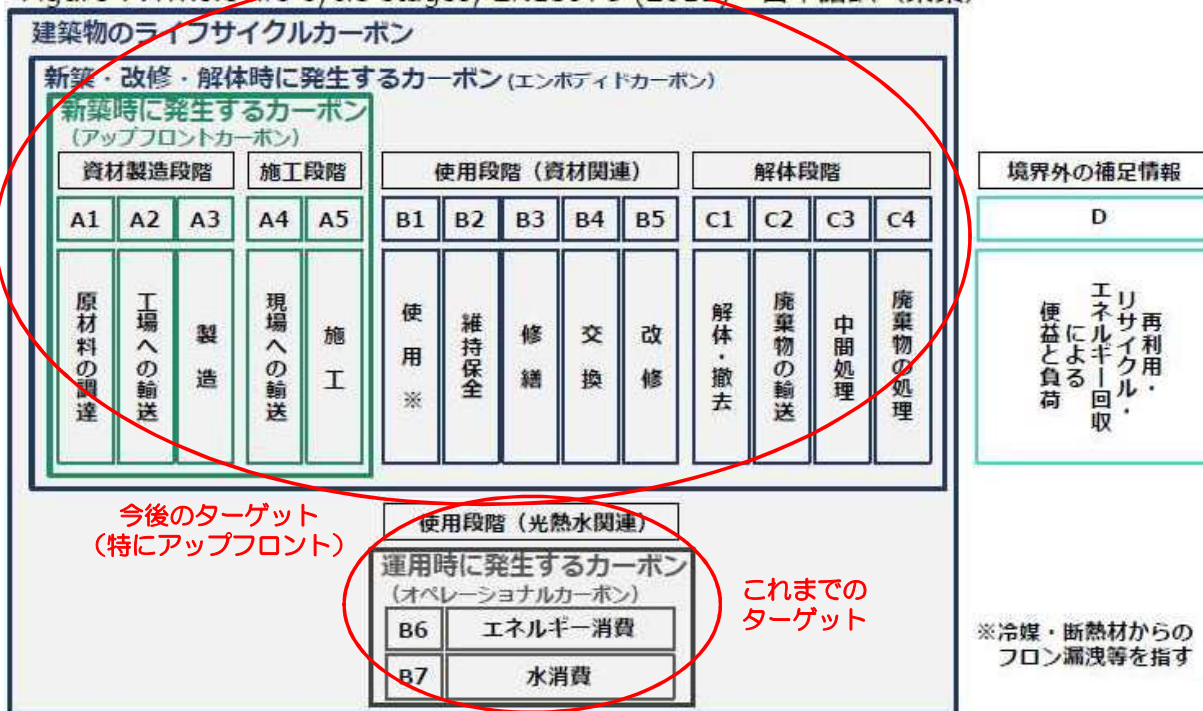 建築物のライフサイクルカーボン
新築・改修・解体時に発生するカーボン(エンボディドカーボン)
新築時に発生するカーボン
(アップフロントカーボン)
資材製造段階
施工段階
使用段階(資材関連)
解体段階
境界外の補足情報
A1 A2 A3 A4 A5 B1 B2 B3 B4 B5 C1 C2 C3 C4 D
原材料の調達
工場への輸送
製造
現場への輸送
施工
使用※
維持保全
修繕
交換
改修
解体・撤去
廃棄物の輸送
中間処理
廃棄物の処理
再利用・
リサイクル・
エネルギー回収
による
便益と負荷
今後のターゲット
(特にアップフロント)
使用段階(光熱水関連)
運用時に発生するカーボン
(オペレーショナルカーボン)
B6 エネルギー消費
B7 水消費
これまでの
ターゲット
※冷媒・断熱材からの
フロン漏洩等を指す